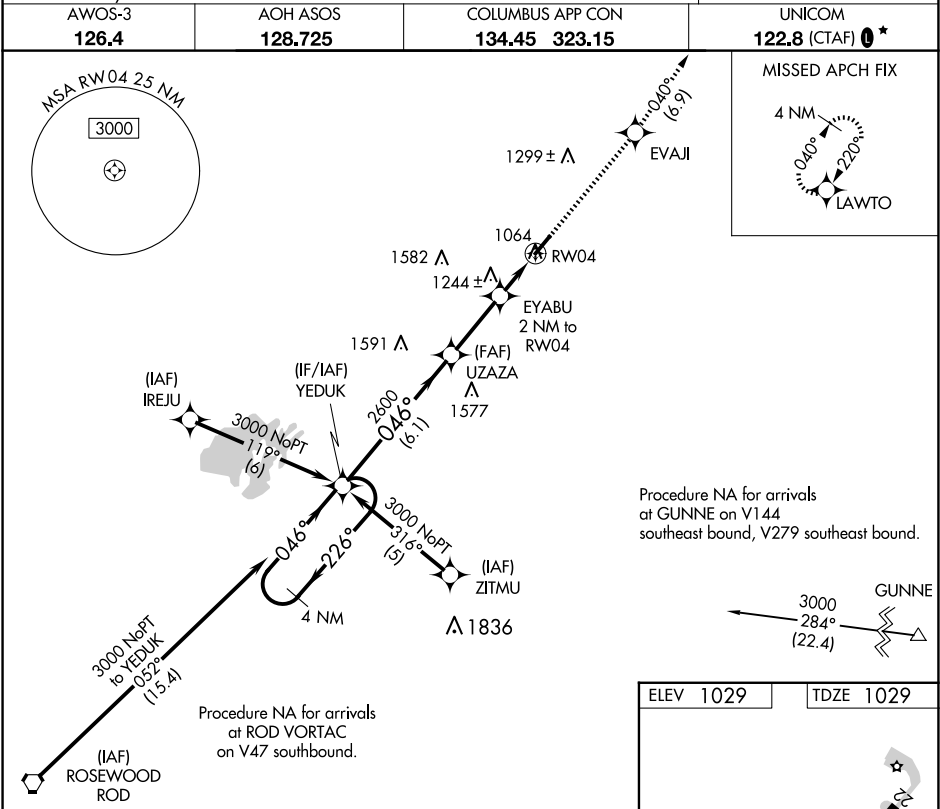 AWOS-3
126.4
AOH ASOS
128.725
COLUMBUS APP CON
134.45 323.15
UNICOM
122.8 (CTAF) L *
MSA RW04 25 NM
3000
040°
(6.9)
EVAJI
1299 ±
MISSED APCH FIX
4 NM
040°
220°
LAWTO
1064
RW04
1582
1244 ±
EYABU
2 NM to
RW04
1591
(FAF)
UZAZA
1577
(IF/IAF)
YEDUK
2600
046°
(6.1)
(IAF)
IREJU
3000 NoPT
119°
(6)
3000 NoPT
316°
(5)
(IAF)
ZITMU
046°
226°
4 NM
1836
Procedure NA for arrivals
at GUNNE on V144
southeast bound, V279 southeast bound.
GUNNE
3000
284°
(22.4)
3000 NoPT
to YEDUK
052°
(15.4)
Procedure NA for arrivals
at ROD VORTAC
on V47 southbound.
(IAF)
ROSEWOOD
ROD
ELEV 1029
TDZE 1029
22